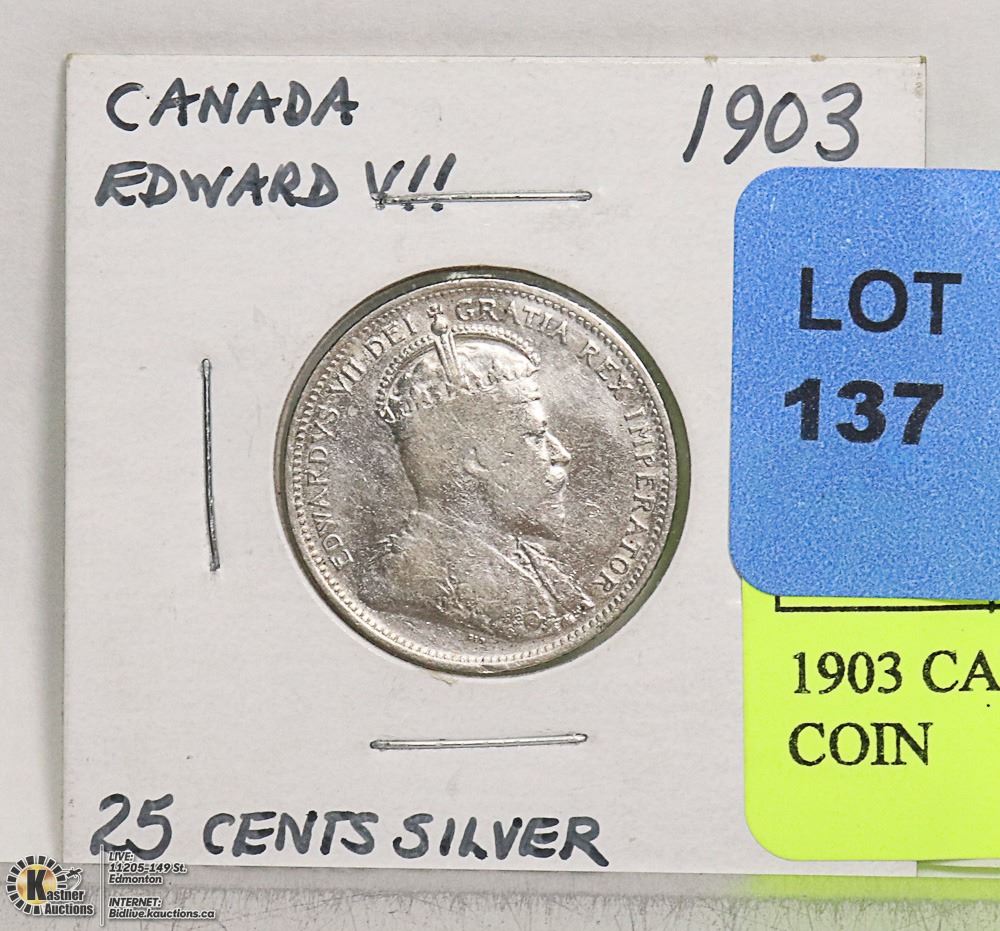 CANADA
EDWARD V!!
1903
LOT
137
EDWARDVS VII DEI GRATIA REX IMPERATOR
1903 CA
COIN
25 CENTS SILVER
Kastner
Auctions
LIVE:
11205-149 St.
Edmonton
INTERNET:
Bidlive.kauctions.ca